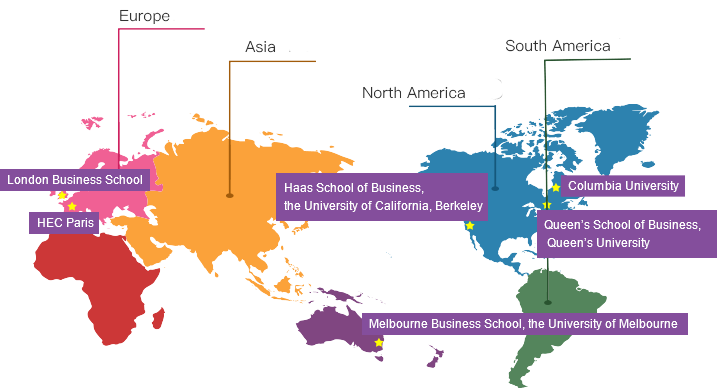 Europe
Asia
South America
North America
London Business School
HEC Paris
Haas School of Business,
the University of California, Berkeley
Columbia University
Queen's School of Business,
Queen's University
Melbourne Business School, the University of Melbourne